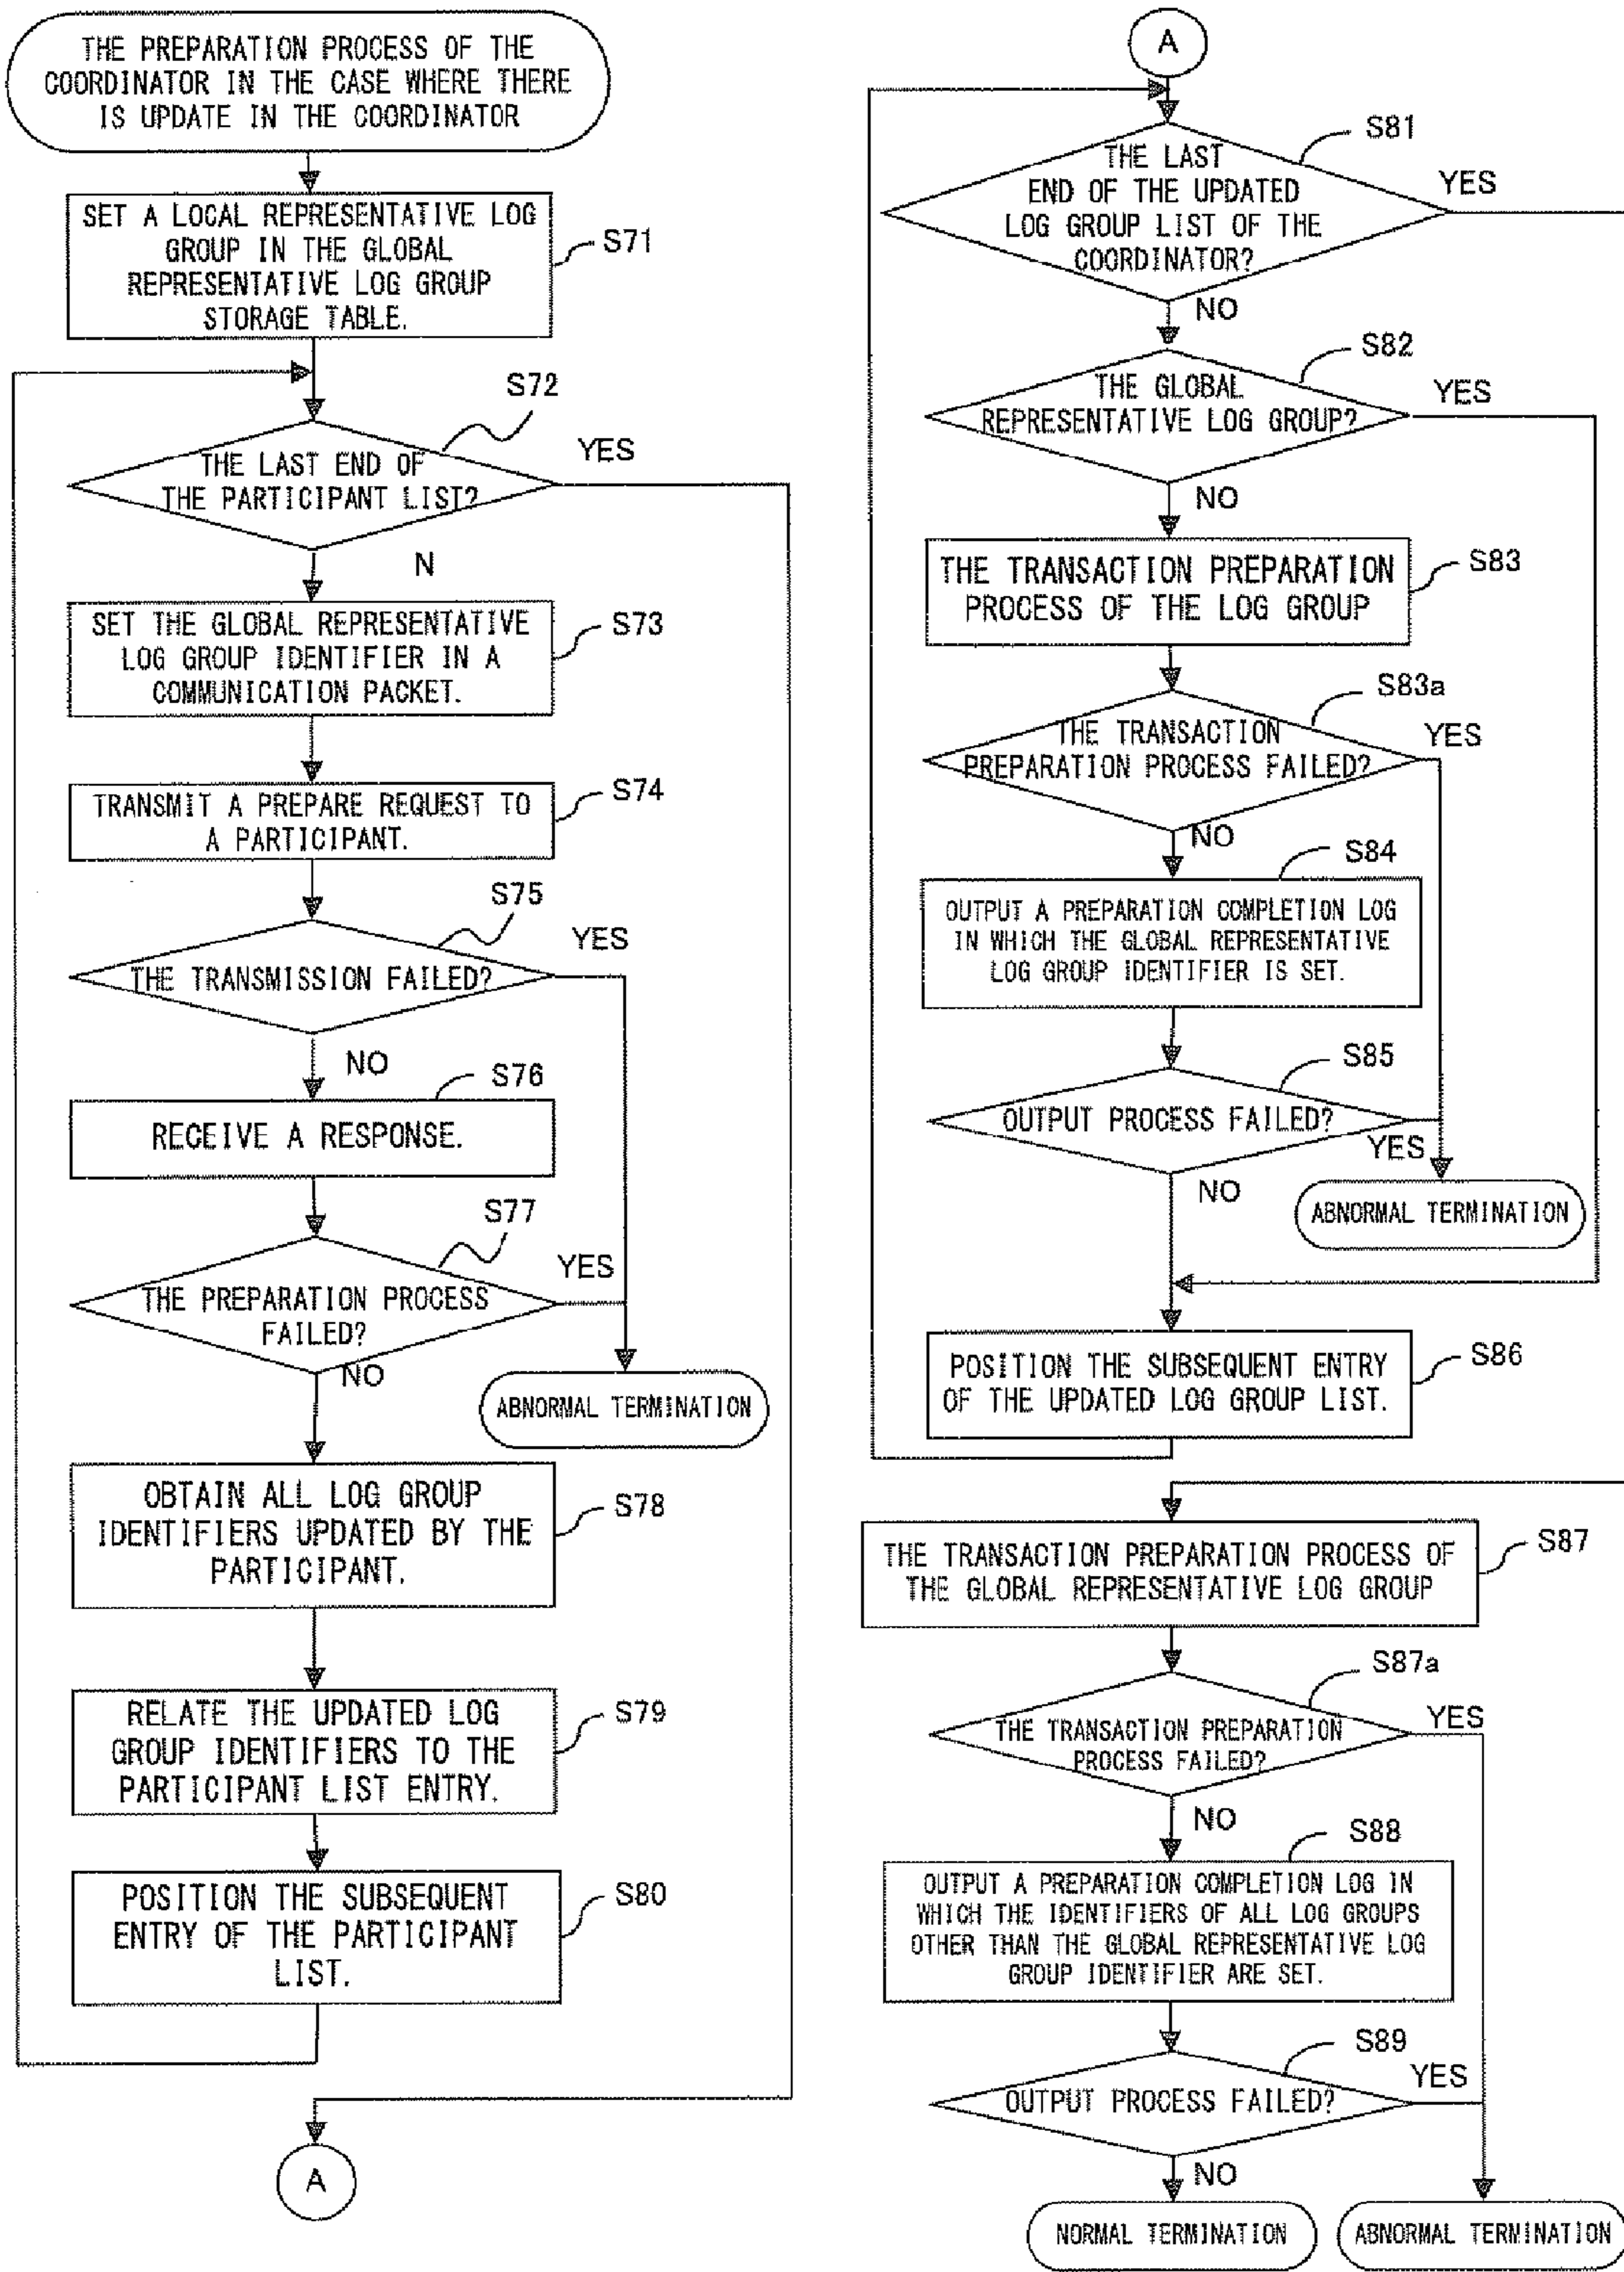 THE PREPARATION PROCESS OF THE
COORDINATOR IN THE CASE WHERE THERE
IS UPDATE IN THE COORDINATOR
SET A LOCAL REPRESENTATIVE LOG
GROUP IN THE GLOBAL
REPRESENTATIVE LOG GROUP
STORAGE TABLE.
S71
S72
THE LAST END OF
THE PARTICIPANT LIST?
YES
N
SET THE GLOBAL REPRESENTATIVE
LOG GROUP IDENTIFIER IN A
COMMUNICATION PACKET.
S73
TRANSMIT A PREPARE REQUEST TO
A PARTICIPANT.
S74
S75
THE TRANSMISSION FAILED?
YES
NO
S76
RECEIVE A RESPONSE.
S77
THE PREPARATION PROCESS
FAILED?
YES
NO
ABNORMAL TERMINATION
OBTAIN ALL LOG GROUP
IDENTIFIERS UPDATED BY THE
PARTICIPANT.
S78
RELATE THE UPDATED LOG
GROUP IDENTIFIERS TO THE
PARTICIPANT LIST ENTRY.
S79
POSITION THE SUBSEQUENT
ENTRY OF THE PARTICIPANT
LIST.
S80
A
A
S81
THE LAST
END OF THE UPDATED
LOG GROUP LIST OF THE
COORDINATOR?
YES
NO
S82
THE GLOBAL
REPRESENTATIVE LOG GROUP?
YES
NO
THE TRANSACTION PREPARATION
PROCESS OF THE LOG GROUP
S83
S83a
THE TRANSACTION
PREPARATION PROCESS FAILED?
YES
NO
S84
OUTPUT A PREPARATION COMPLETION LOG
IN WHICH THE GLOBAL REPRESENTATIVE
LOG GROUP IDENTIFIER IS SET.
S85
OUTPUT PROCESS FAILED?
YES
NO
ABNORMAL TERMINATION
POSITION THE SUBSEQUENT ENTRY
OF THE UPDATED LOG GROUP LIST.
S86
THE TRANSACTION PREPARATION PROCESS OF
THE GLOBAL REPRESENTATIVE LOG GROUP
S87
S87a
THE TRANSACTION PREPARATION
PROCESS FAILED?
YES
NO
S88
OUTPUT A PREPARATION COMPLETION LOG IN
WHICH THE IDENTIFIERS OF ALL LOG GROUPS
OTHER THAN THE GLOBAL REPRESENTATIVE LOG
GROUP IDENTIFIER ARE SET.
S89
OUTPUT PROCESS FAILED?
YES
NO
NORMAL TERMINATION
ABNORMAL TERMINATION